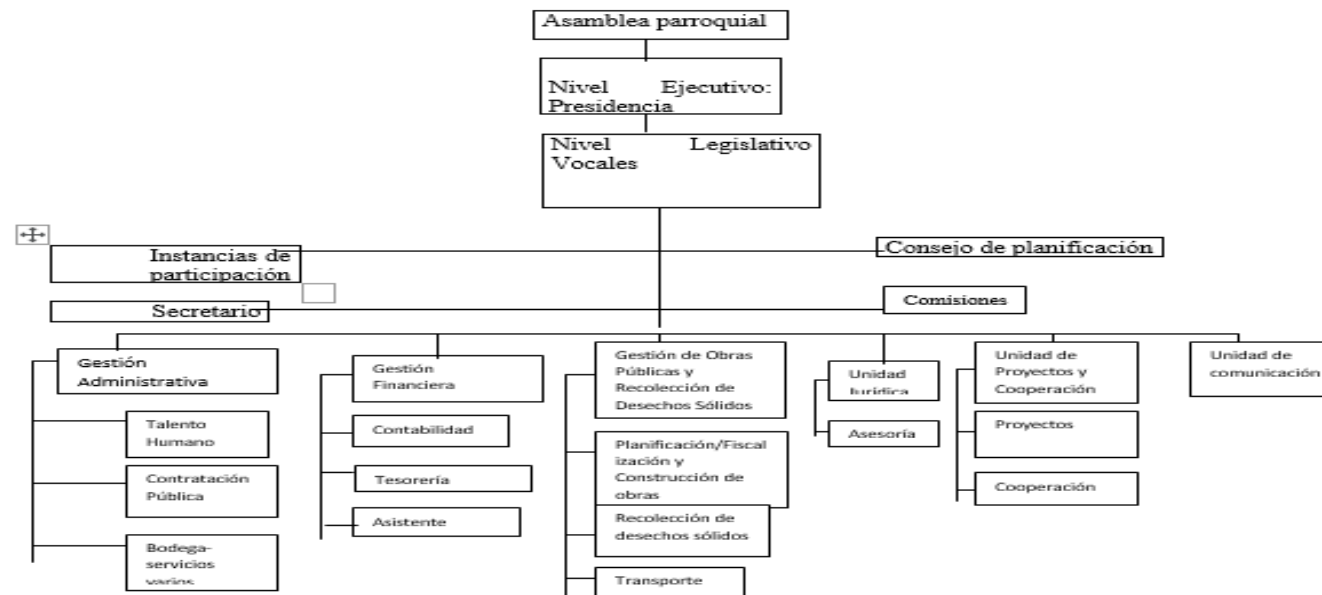 Asamblea parroquial
Nivel Ejecutivo:
Presidencia
Nivel Legislativo
Vocales
Instancias de
participación
Consejo de planificación
Secretario
Comisiones
Gestión
Administrativa
Talento
Humano
Contratación
Pública
Bodega-
servicios
varios
Gestión
Financiera
Contabilidad
Tesorería
Asistente
Gestión de Obras
Públicas y
Recolección de
Desechos Sólidos
Planificación/Fiscal
ización y
Construcción de
obras
Recolección de
desechos sólidos
Transporte
Unidad
Jurídica
Asesoría
Unidad de
Proyectos y
Cooperación
Proyectos
Cooperación
Unidad de
comunicación